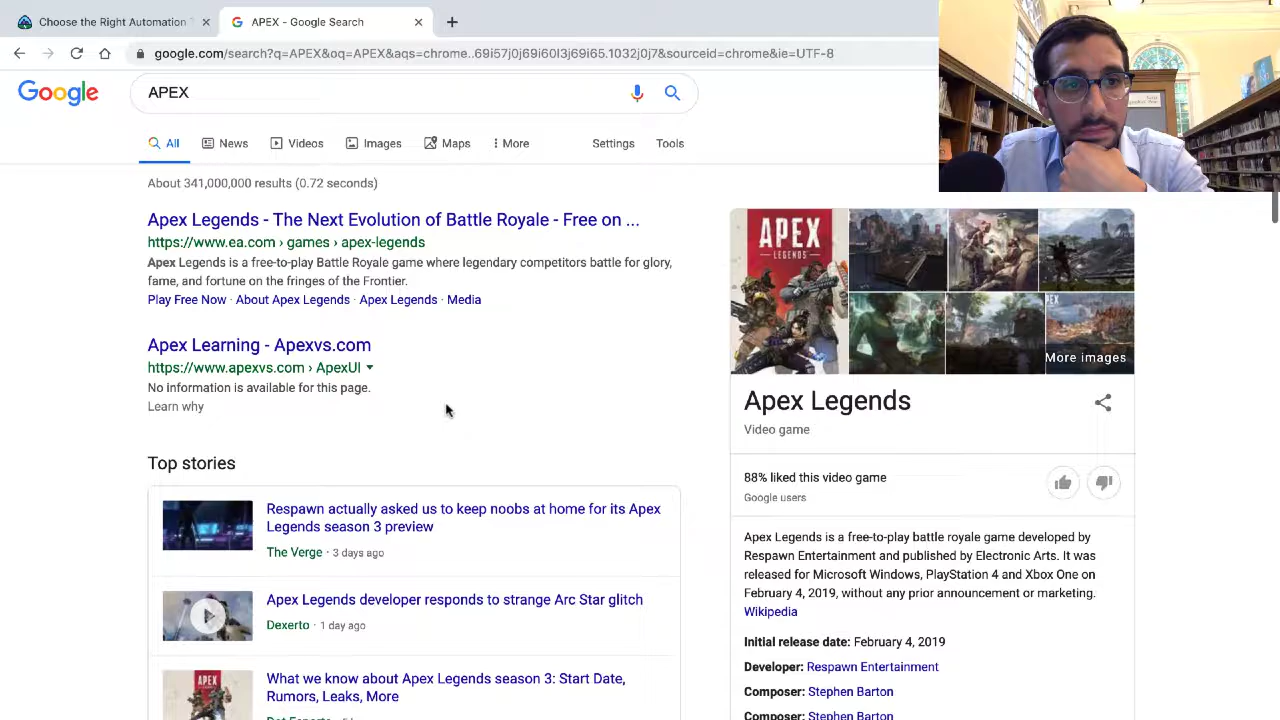 Choose the Right Automation
APEX - Google Search
google.com/search?q=APEX&oq=APEX&aqs=chrome..69i57j0j69i60l3j69i65.1032j0j7&sourceid=chrome&ie=UTF-8
Google
APEX
All News Videos Images Maps More Settings Tools
About 341,000,000 results (0.72 seconds)
Apex Legends - The Next Evolution of Battle Royale - Free on ...
https://www.ea.com › games › apex-legends
Apex Legends is a free-to-play Battle Royale game where legendary competitors battle for glory,
fame, and fortune on the fringes of the Frontier.
Play Free Now · About Apex Legends · Apex Legends · Media
Apex Learning - Apexvs.com
https://www.apexvs.com › ApexUI
No information is available for this page.
Learn why
Top stories
Respawn actually asked us to keep noobs at home for its Apex
Legends season 3 preview
The Verge · 3 days ago
Apex Legends developer responds to strange Arc Star glitch
Dexerto · 1 day ago
APEX
What we know about Apex Legends season 3: Start Date,
Rumors, Leaks, More
APEX
LEGENDS
More images
Apex Legends
Video game
88% liked this video game
Google users
Apex Legends is a free-to-play battle royale game developed by
Respawn Entertainment and published by Electronic Arts. It was
released for Microsoft Windows, PlayStation 4 and Xbox One on
February 4, 2019, without any prior announcement or marketing.
Wikipedia
Initial release date: February 4, 2019
Developer: Respawn Entertainment
Composer: Stephen Barton
Composer: Stephen Barton